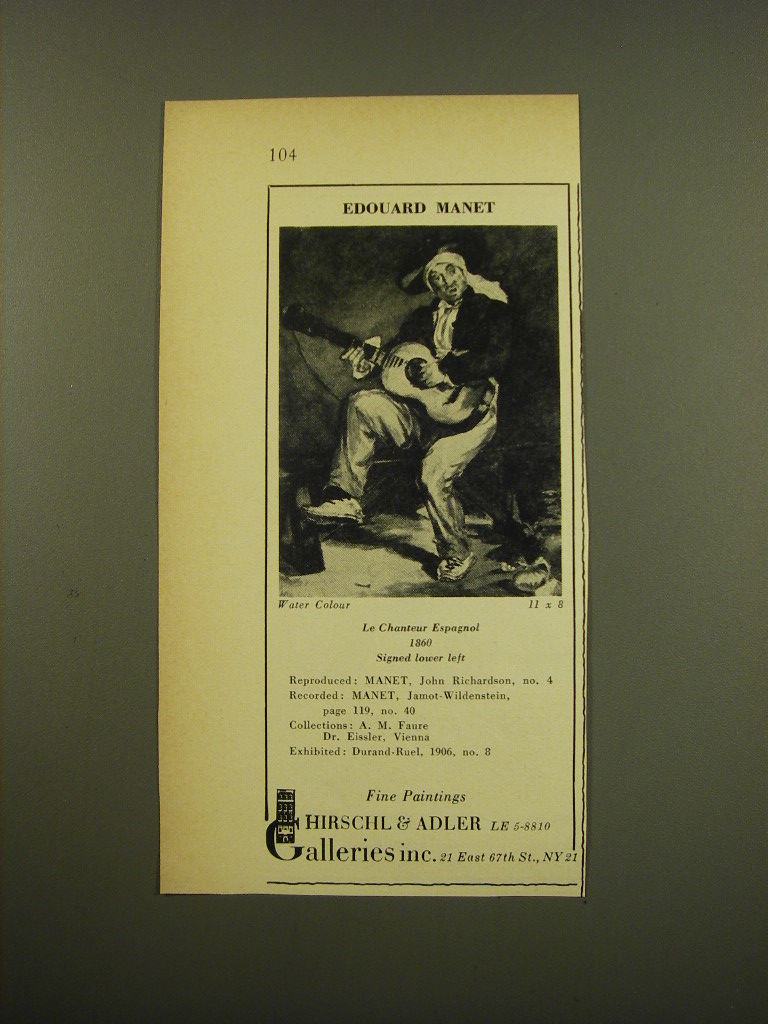 104
EDOUARD MANET
Water Colour 11 x 8
Le Chanteur Espagnol
1860
Signed lower left
Reproduced: MANET, John Richardson, no. 4
Recorded: MANET, Jamot-Wildenstein,
page 119, no. 40
Collections: A. M. Faure
Dr. Eissler, Vienna
Exhibited: Durand-Ruel, 1906, no. 8
Fine Paintings
HIRSCHL & ADLER LE 5-8810
Galleries inc. 21 East 67th St., NY 21